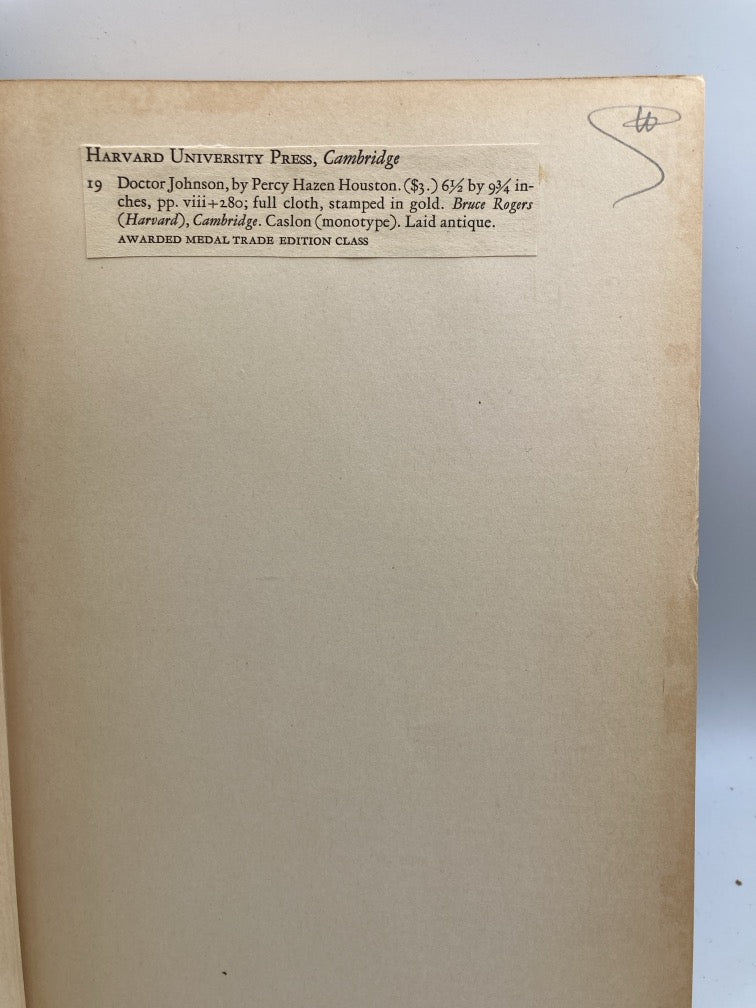 HARVARD UNIVERSITY PRESS, Cambridge
19 Doctor Johnson, by Percy Hazen Houston. ($3.) 6½ by 9¾ in-
ches, pp. viii+280; full cloth, stamped in gold. Bruce Rogers
(Harvard), Cambridge. Caslon (monotype). Laid antique.
AWARDED MEDAL TRADE EDITION CLASS